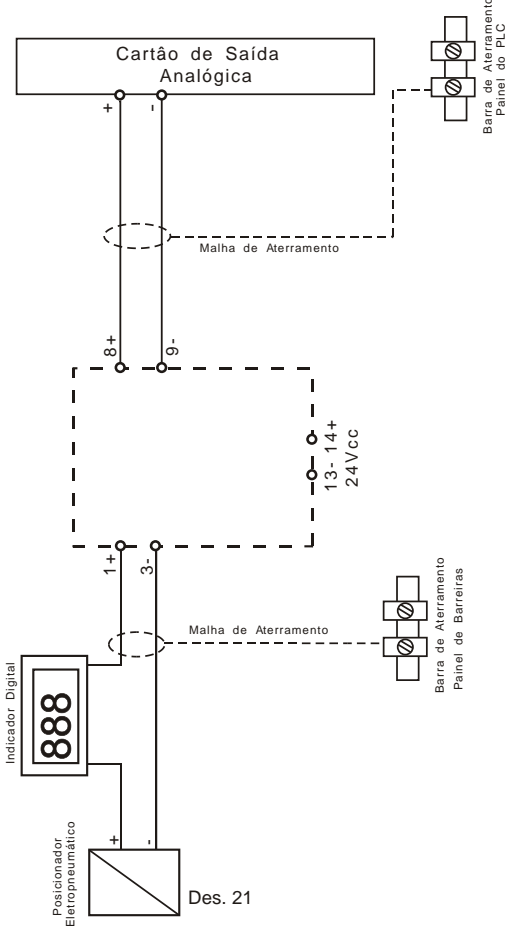 Cartâo de Saída
Analógica
+
-
Barra de Aterramento
Painel do PLC
Malha de Aterramento
8+
9-
13- 14+
24Vcc
1+
3-
Malha de Aterramento
Barra de Aterramento
Painel de Barreiras
Indicador Digital
888
+
-
Posicionador
Eletropneumático
Des. 21